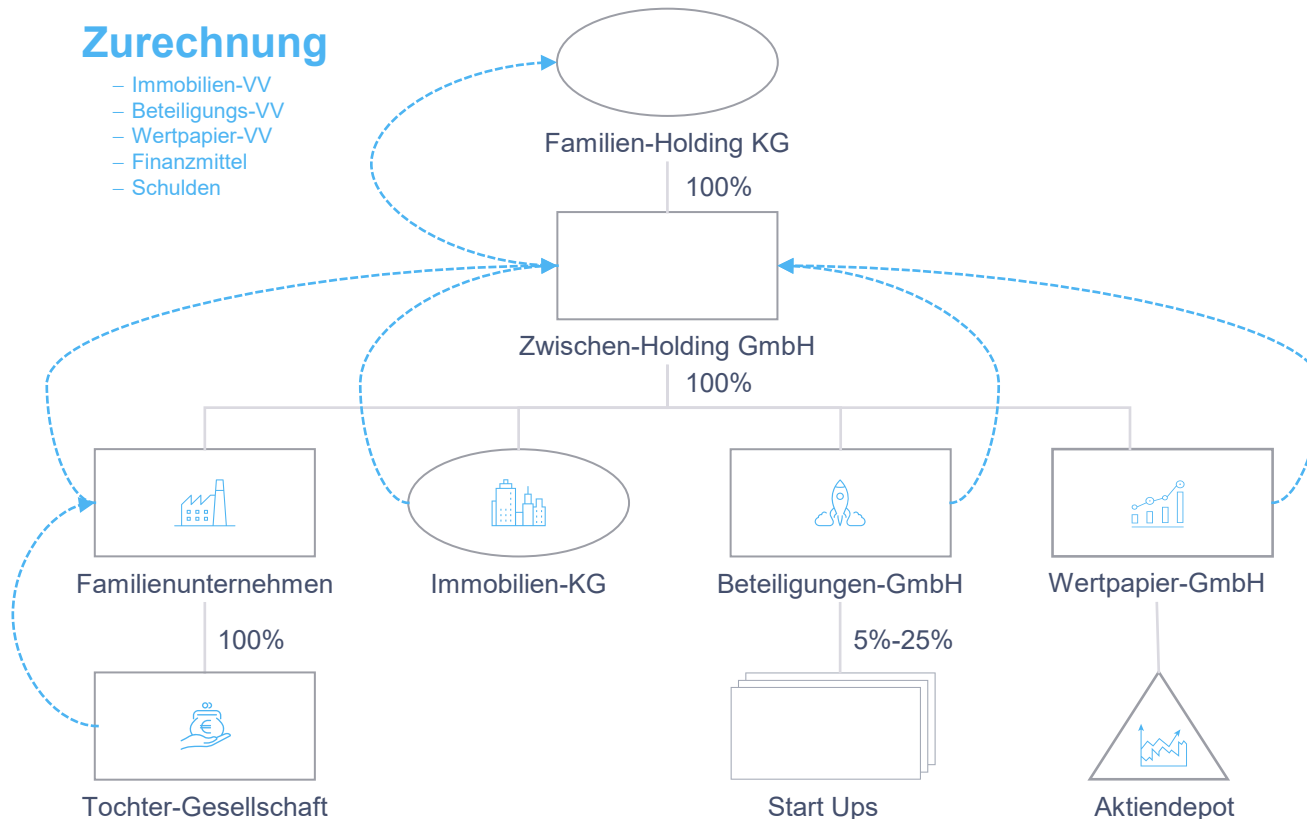 Zurechnung
– Immobilien-VV
– Beteiligungs-VV
– Wertpapier-VV
– Finanzmittel
– Schulden
Familien-Holding KG
100%
Zwischen-Holding GmbH
100%
Familienunternehmen
Immobilien-KG
Beteiligungen-GmbH
Wertpapier-GmbH
100%
5%-25%
€
Tochter-Gesellschaft
Start Ups
Aktiendepot